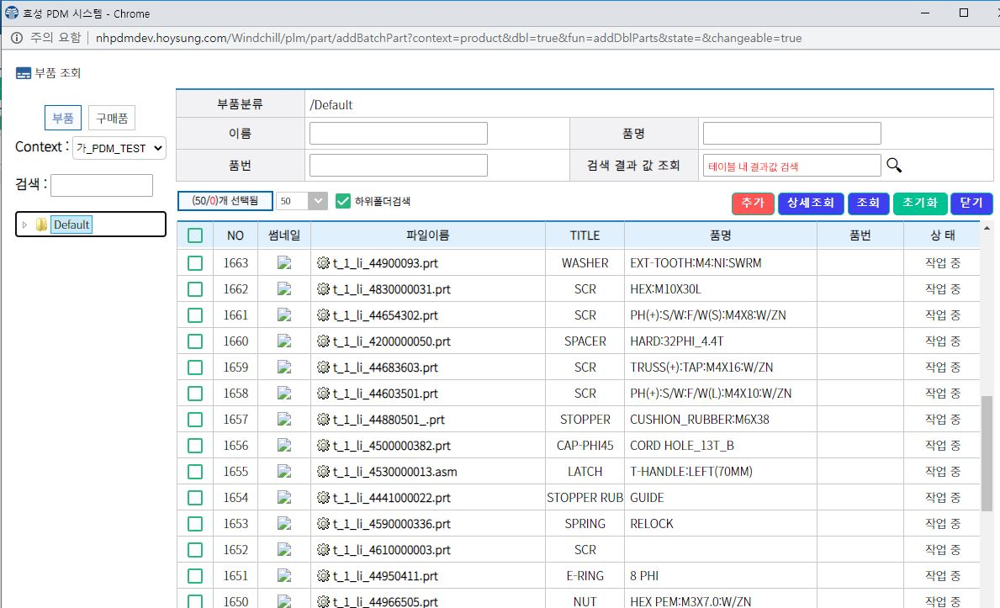 효성 PDM 시스템 - Chrome
주의 요함 | nhpdmdev.hoysung.com/Windchill/plm/part/addBatchPart?context=product&dbl=true&fun=addDblParts&state=&changeable=true
부품 조회
부품 구매품
Context : 가_PDM_TEST
검색 :
Default
부품분류 /Default
이름 품명
품번 검색 결과 값 조회 테이블 내 결과값 검색
(50/0)개 선택됨 50 하위폴더검색 추가 상세조회 조회 초기화 닫기
NO 썸네일 파일이름 TITLE 품명 품번 상 태
1663 t_1_li_44900093.prt WASHER EXT-TOOTH:M4:NI:SWRM 작업 중
1662 t_1_li_4830000031.prt SCR HEX:M10X30L 작업 중
1661 t_1_li_44654302.prt SCR PH(+):S/W:F/W(S):M4X8:W/ZN 작업 중
1660 t_1_li_4200000050.prt SPACER HARD:32PHI_4.4T 작업 중
1659 t_1_li_44683603.prt SCR TRUSS(+):TAP:M4X16:W/ZN 작업 중
1658 t_1_li_44603501.prt SCR PH(+):S/W:F/W(L):M4X10:W/ZN 작업 중
1657 t_1_li_44880501_.prt STOPPER CUSHION_RUBBER:M6X38 작업 중
1656 t_1_li_4500000382.prt CAP-PHI45 CORD HOLE_13T_B 작업 중
1655 t_1_li_4530000013.asm LATCH T-HANDLE:LEFT(70MM) 작업 중
1654 t_1_li_4441000022.prt STOPPER RUB GUIDE 작업 중
1653 t_1_li_4590000336.prt SPRING RELOCK 작업 중
1652 t_1_li_4610000003.prt SCR 작업 중
1651 t_1_li_44950411.prt E-RING 8 PHI 작업 중
1650 t_1_li_44966505.prt NUT HEX PEM:M3X7.0:W/ZN 작업 중